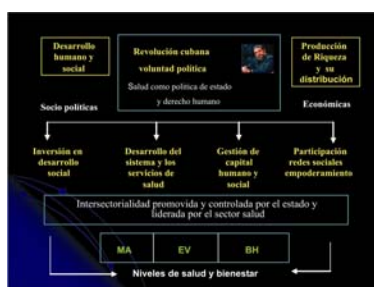 Desarrollo
humano y
social
Revolución cubana
voluntad política
Salud como política de estado
y derecho humano
Producción
de Riqueza
y su
distribución
Socio políticas
Económicas
Inversión en
desarrollo
social
Desarrollo del
sistema y los
servicios de
salud
Gestión de
capital
humano y
social
Participación
redes sociales
empoderamiento
Intersectorialidad promovida y controlada por el estado y
liderada por el sector salud
MA
EV
BH
Niveles de salud y bienestar